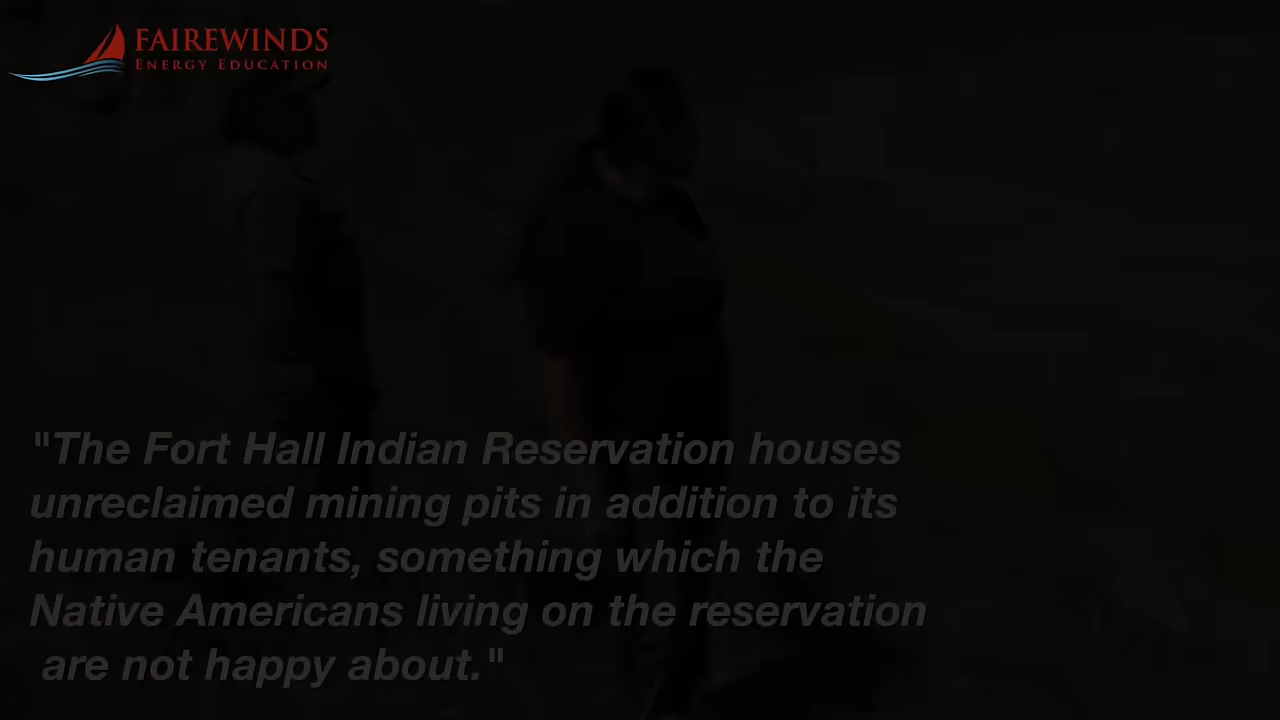 FAIREWINDS
ENERGY EDUCATION
"The Fort Hall Indian Reservation houses
unreclaimed mining pits in addition to its
human tenants, something which the
Native Americans living on the reservation
are not happy about."